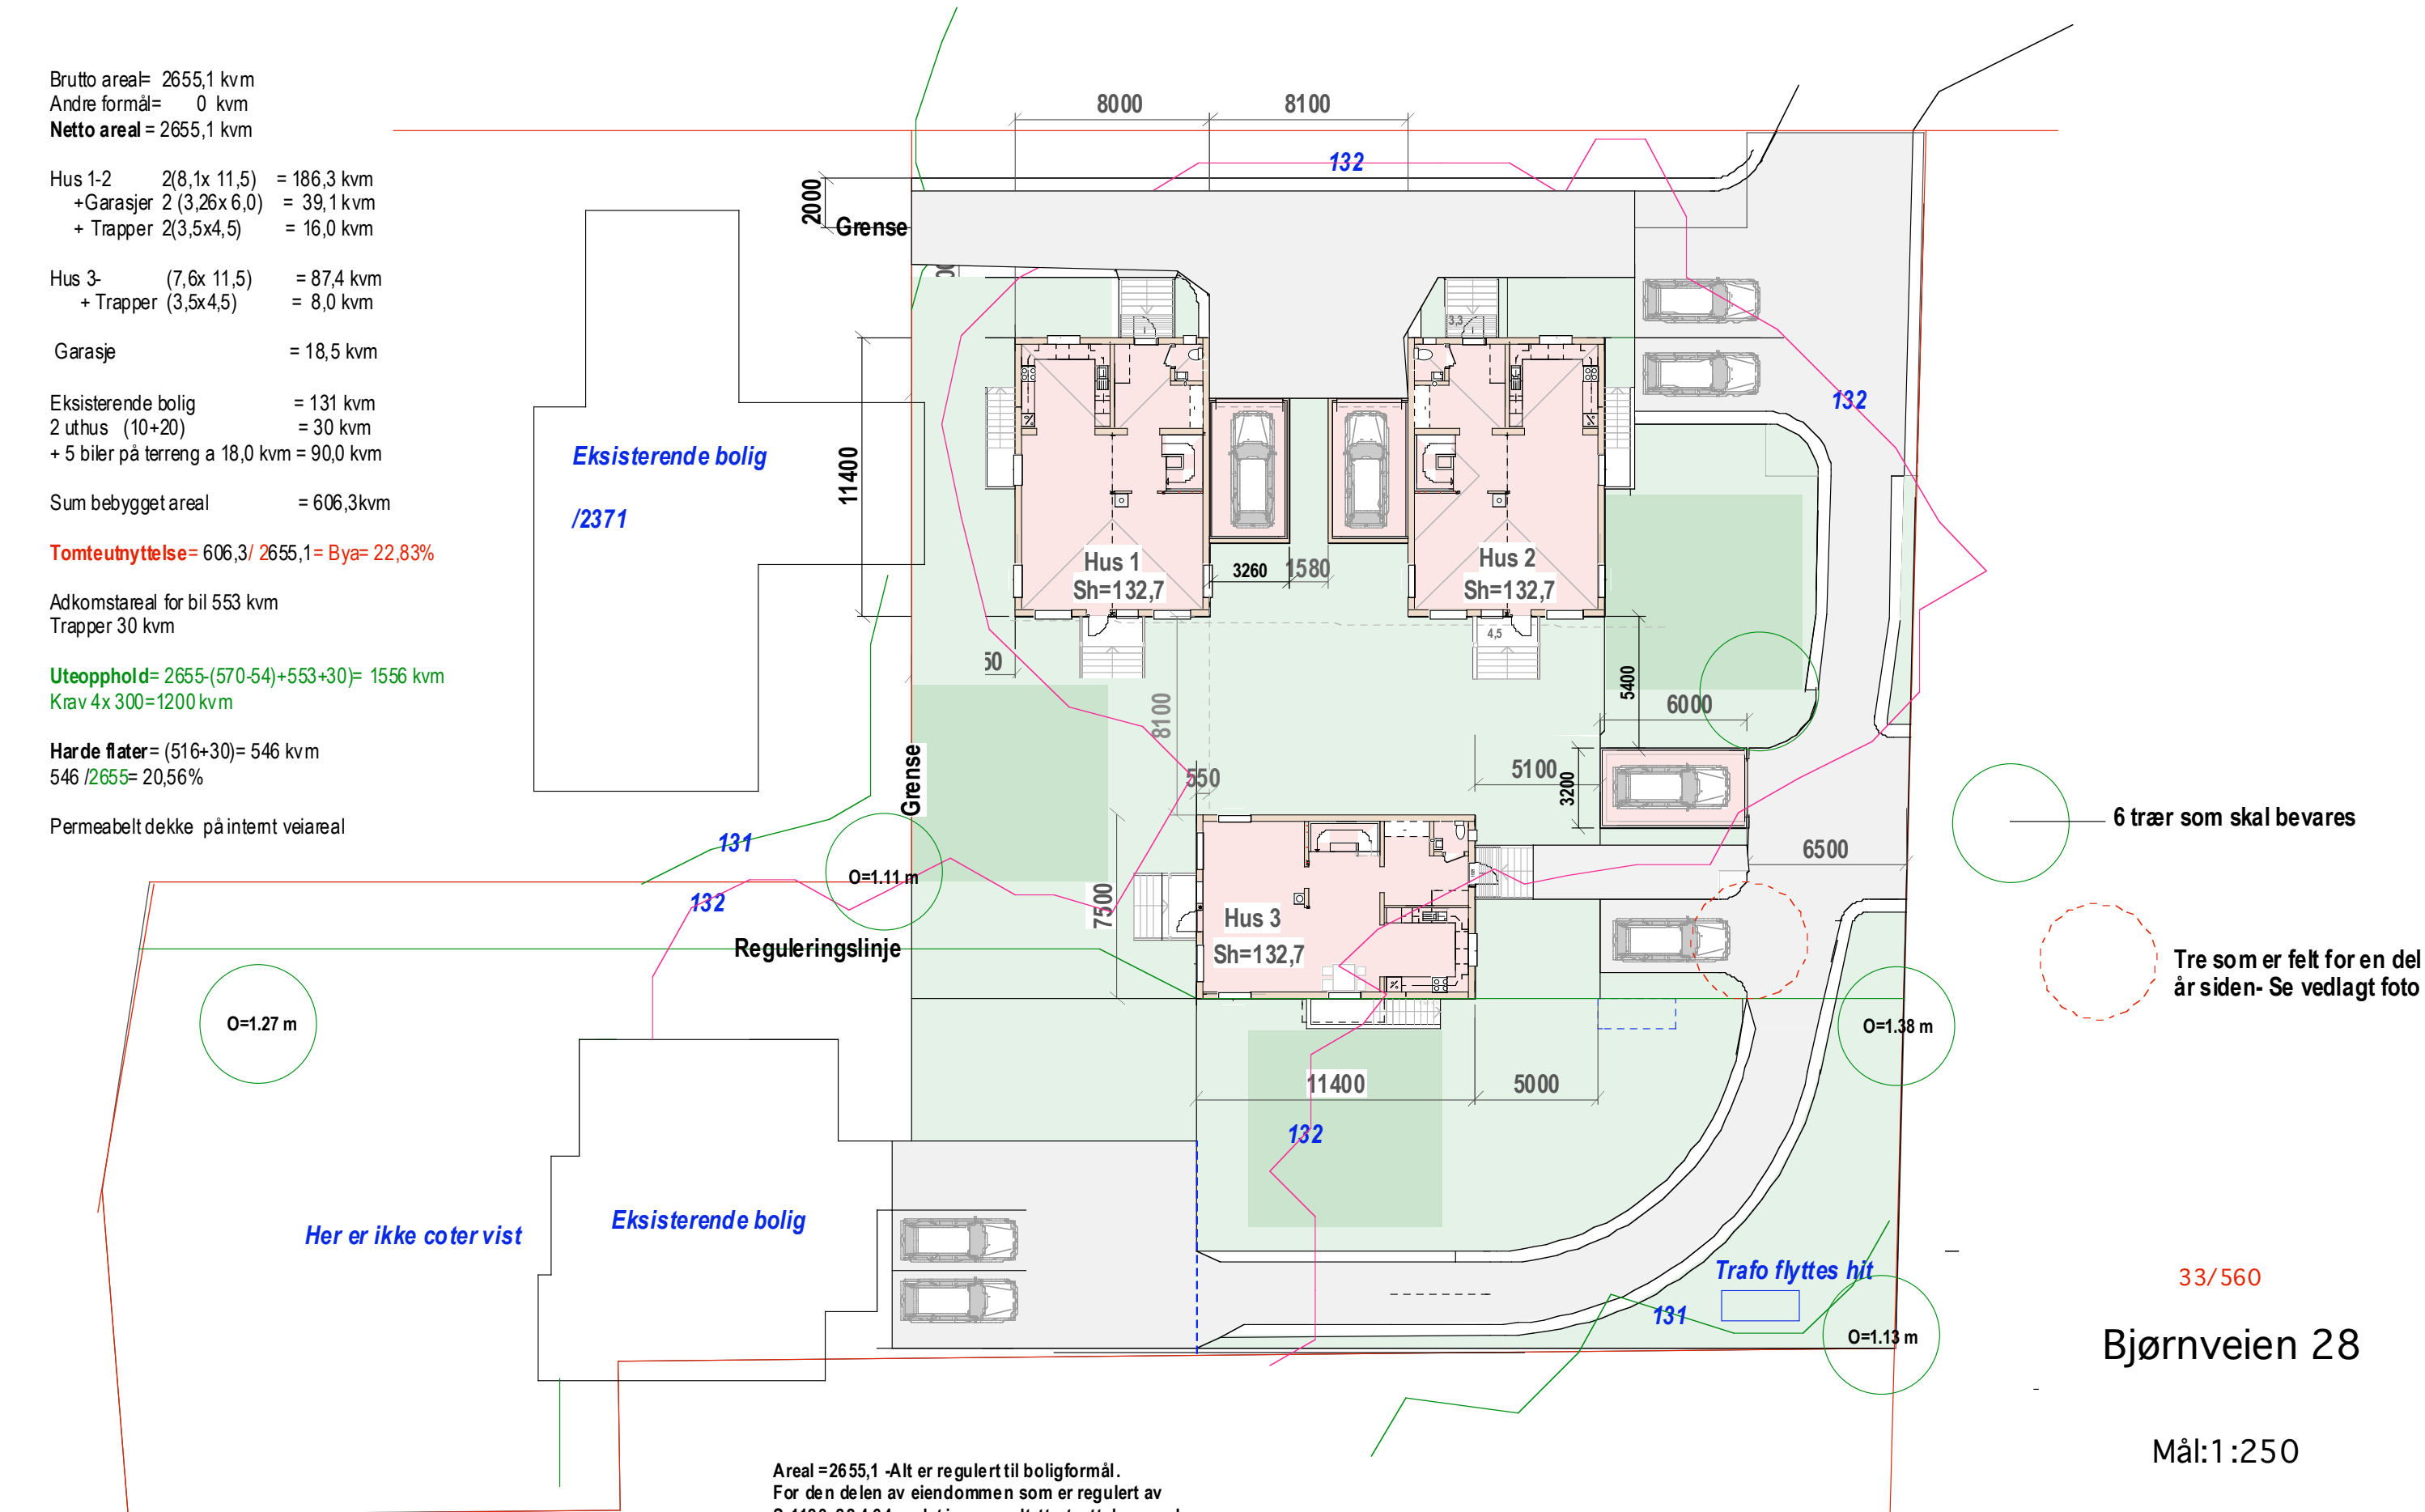 Brutto areal= 2655,1 kvm
Andre formål= 0 kvm
Netto areal = 2655,1 kvm
Hus 1-2 2(8,1x 11,5) = 186,3 kvm
+Garasjer 2 (3,26x 6,0) = 39,1 kvm
+ Trapper 2(3,5x4,5) = 16,0 kvm
Hus 3- (7,6x 11,5) = 87,4 kvm
+ Trapper (3,5x4,5) = 8,0 kvm
Garasje = 18,5 kvm
Eksisterende bolig = 131 kvm
2 uthus (10+20) = 30 kvm
+ 5 biler på terreng a 18,0 kvm = 90,0 kvm
Sum bebygget areal = 606,3kvm
Tomteutnyttelse= 606,3/ 2655,1= Bya= 22,83%
Adkomstareal for bil 553 kvm
Trapper 30 kvm
Uteopphold= 2655-(570-54)+553+30)= 1556 kvm
Krav 4x 300=1200 kvm
Harde flater= (516+30)= 546 kvm
546 /2655= 20,56%
Permeabelt dekke på internt veiareal
8000
8100
132
2000
Grense
3,3
132
11400
Eksisterende bolig
/2371
Hus 1
Sh=132,7
3260
1580
Hus 2
Sh=132,7
4,5
50
5400
8100
6000
Grense
550
5100
3200
131
O=1.11 m
132
7500
Reguleringslinje
Hus 3
Sh=132,7
6500
6 trær som skal bevares
Tre som er felt for en del
år siden- Se vedlagt foto
O=1.27 m
O=1.38 m
11400
5000
132
Her er ikke coter vist
Eksisterende bolig
Trafo flyttes hit
131
O=1.13 m
33/560
Bjørnveien 28
Mål:1:250
Areal =2655,1 -Alt er regulert til boligformål.
For den delen av eiendommen som er regulert av